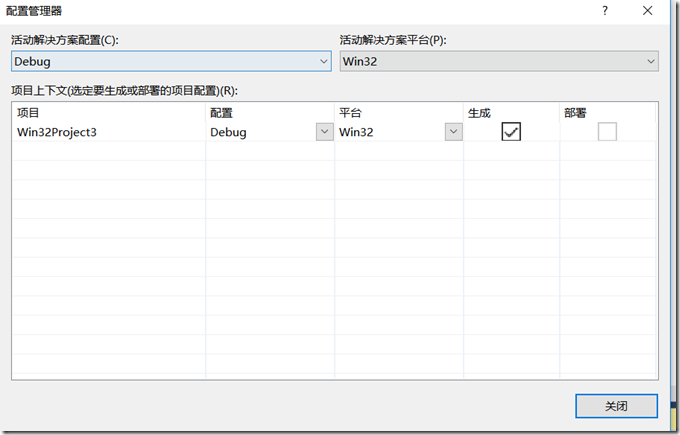 配置管理器
?
活动解决方案配置(C):
活动解决方案平台(P):
Debug
Win32
项目上下文(选定要生成或部署的项目配置)(R):
项目 配置 平台 生成 部署
Win32Project3 Debug Win32
关闭